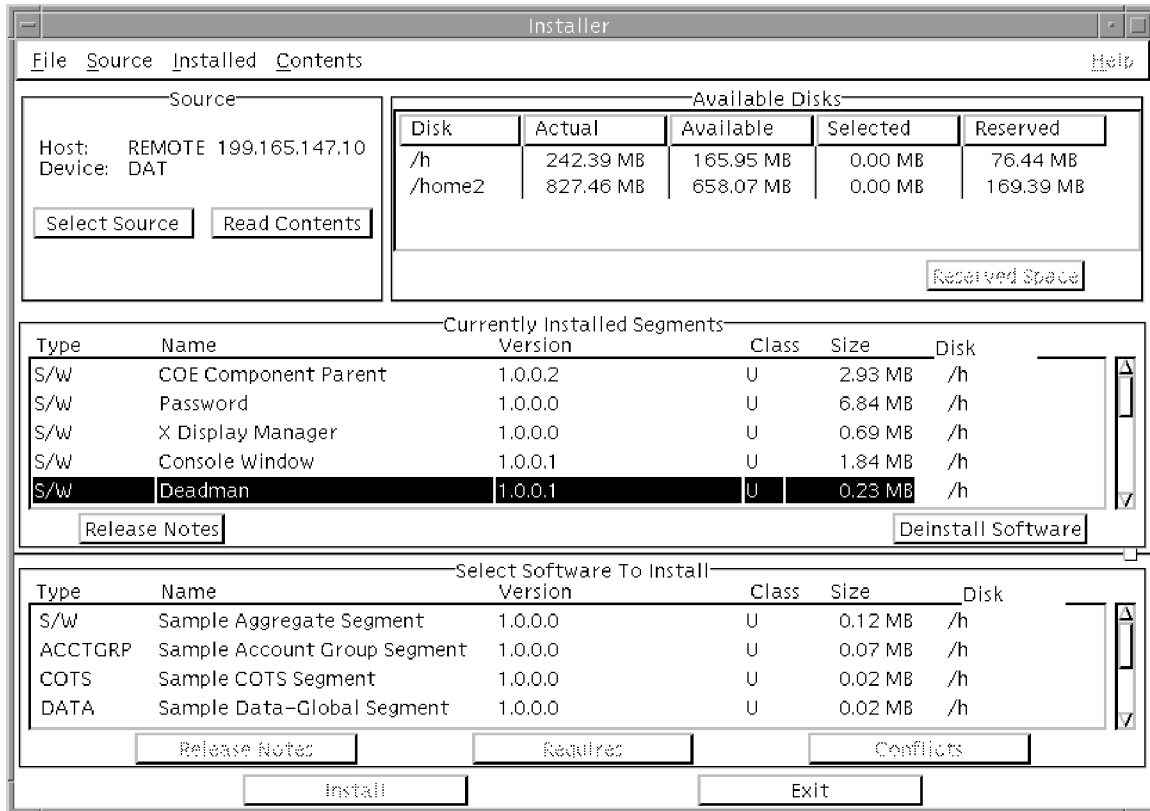 Installer
File Source Installed Contents Help
Source
Host: REMOTE 199.165.147.10
Device: DAT
Select Source Read Contents
Available Disks
Disk Actual Available Selected Reserved
/h 242.39 MB 165.95 MB 0.00 MB 76.44 MB
/home2 827.46 MB 658.07 MB 0.00 MB 169.39 MB
Reserved Space
Currently Installed Segments
Type Name Version Class Size Disk
S/W COE Component Parent 1.0.0.2 U 2.93 MB /h
S/W Password 1.0.0.0 U 6.84 MB /h
S/W X Display Manager 1.0.0.0 U 0.69 MB /h
S/W Console Window 1.0.0.1 U 1.84 MB /h
S/W Deadman 1.0.0.1 U 0.23 MB /h
Release Notes Deinstall Software
Select Software To Install
Type Name Version Class Size Disk
S/W Sample Aggregate Segment 1.0.0.0 U 0.12 MB /h
ACCTGRP Sample Account Group Segment 1.0.0.0 U 0.07 MB /h
COTS Sample COTS Segment 1.0.0.0 U 0.02 MB /h
DATA Sample Data-Global Segment 1.0.0.0 U 0.02 MB /h
Release Notes Requires Conflicts
Install Exit